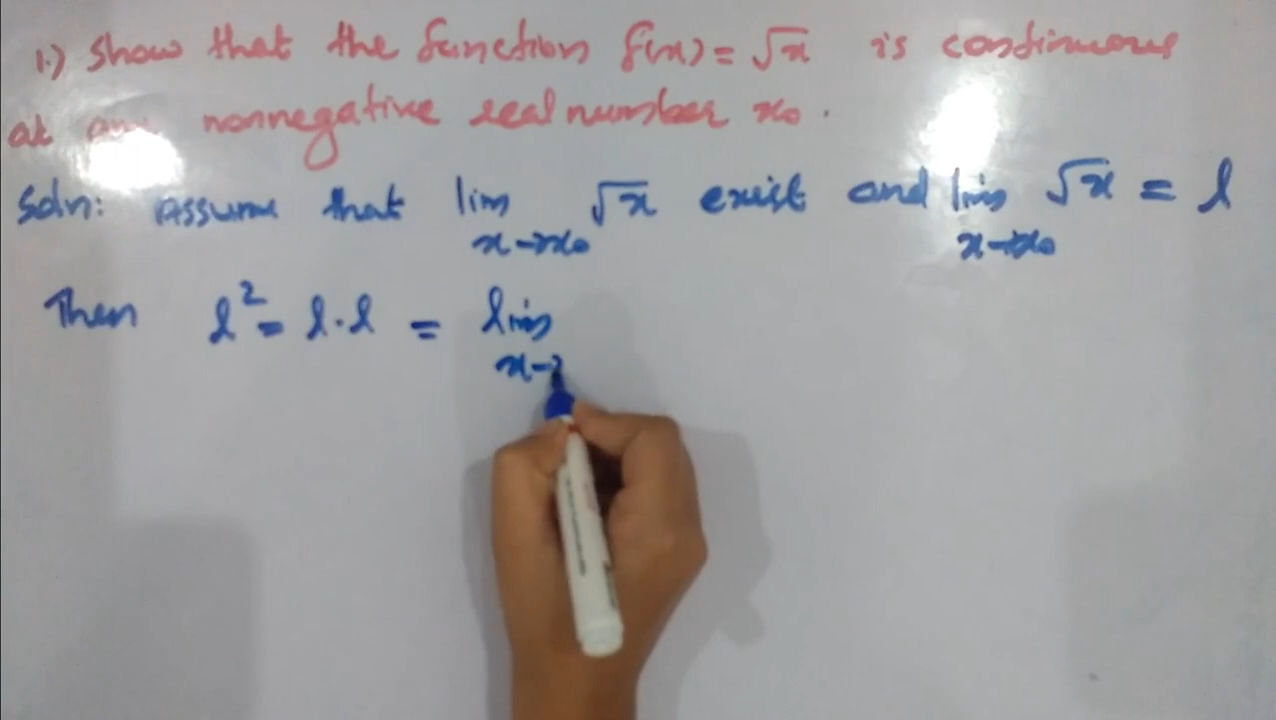 1.) Show that the function f(x) = √x is continuous
at any nonnegative real number x₀.
Soln: Assume that lim x→x₀ √x exist and lim x→x₀ √x = l
Then l² = l·l = lim x→